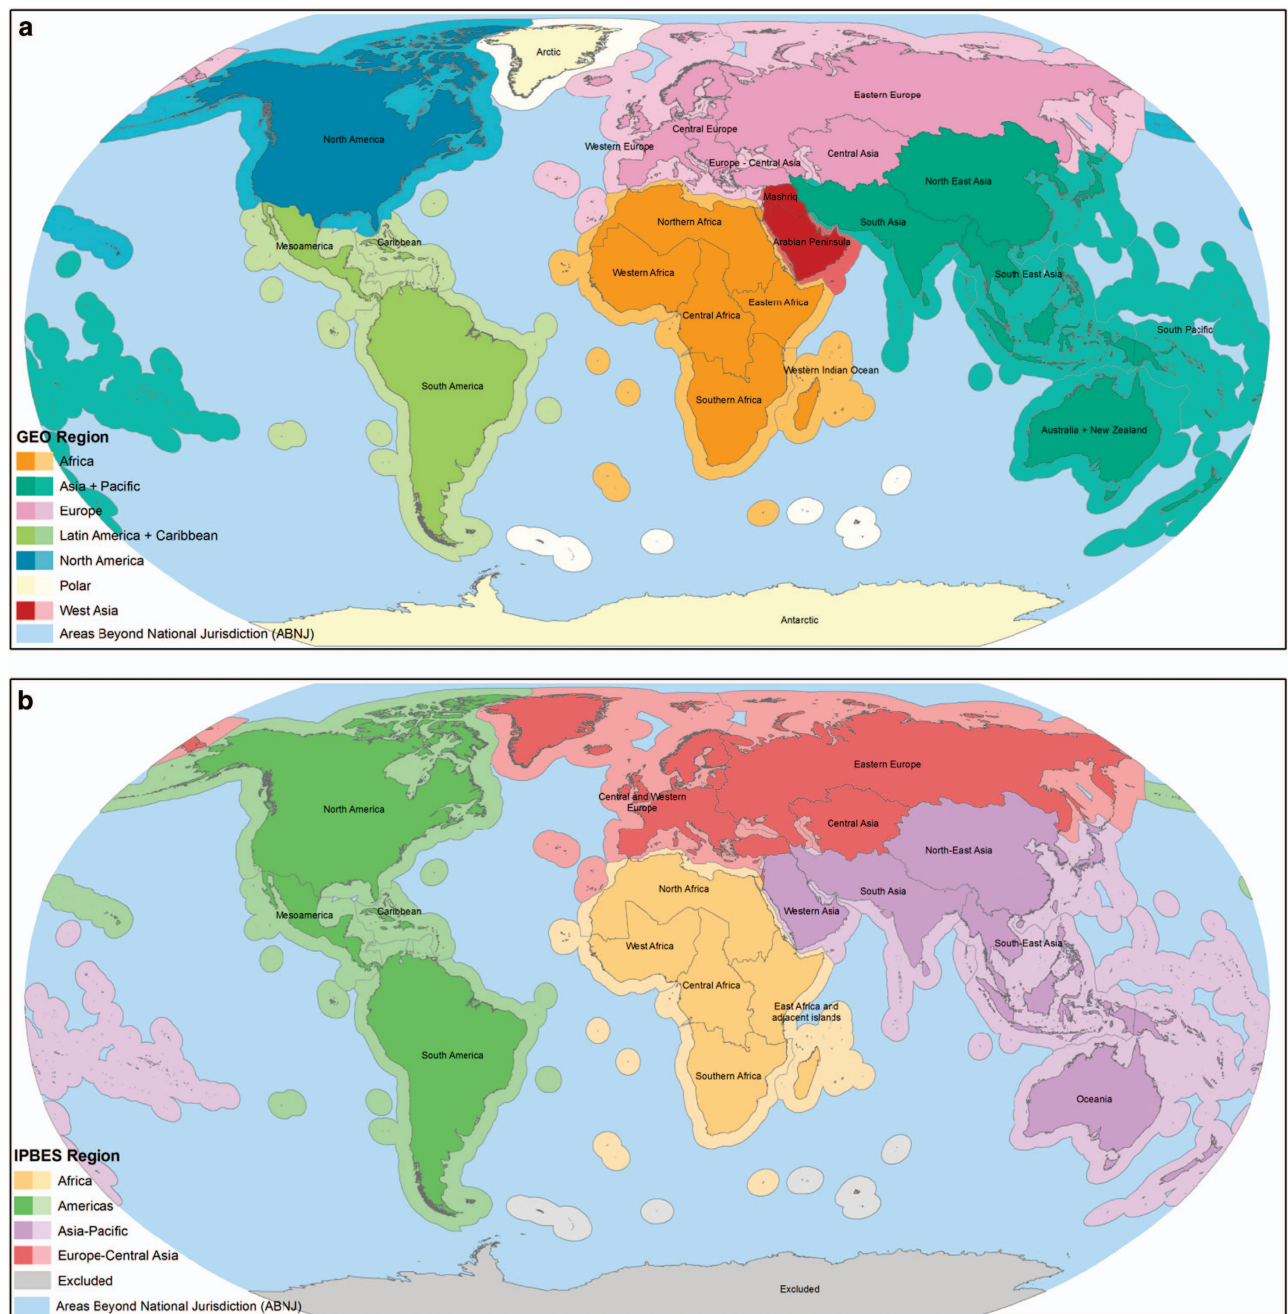 a
Arctic
Eastern Europe
North America
Central Europe
Western Europe
Central Asia
Europe - Central Asia
North East Asia
Mashriq
Northern Africa
South Asia
Mesoamerica
Caribbean
Arabian Peninsula
Western Africa
South East Asia
Eastern Africa
Central Africa
South Pacific
Western Indian Ocean
South America
Southern Africa
Australia + New Zealand
Antarctic
GEO Region
Africa
Asia + Pacific
Europe
Latin America + Caribbean
North America
Polar
West Asia
Areas Beyond National Jurisdiction (ABNJ)
b
Eastern Europe
Central and Western
Europe
North America
Central Asia
North-East Asia
North Africa
South Asia
Mesoamerica
Caribbean
Western Asia
West Africa
South-East Asia
Central Africa
East Africa and
adjacent islands
South America
Southern Africa
Oceania
Excluded
IPBES Region
Africa
Americas
Asia-Pacific
Europe-Central Asia
Excluded
Areas Beyond National Jurisdiction (ABNJ)